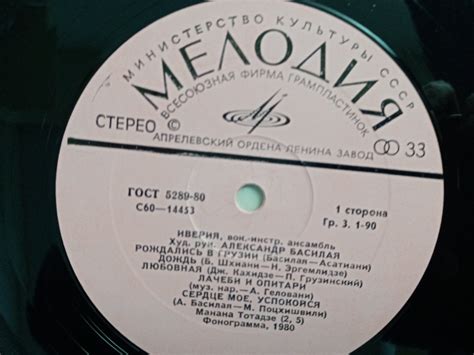 МИНИСТЕРСТВО КУЛЬТУРЫ СССР
МЕЛОДИЯ
ВСЕСОЮЗНАЯ ФИРМА ГРАМПЛАСТИНОК
СТЕРЕО ©
33
АПРЕЛЕВСКИЙ ОРДЕНА ЛЕНИНА ЗАВОД
ГОСТ 5289-80
С60-14453
1 сторона
Гр. 3. 1-90
ИВЕРИЯ, вок.-инстр. ансамбль
Худ. рук. АЛЕКСАНДР БАСИЛАЯ
РОЖДАЛИСЬ В ГРУЗИИ (Басилая—Асатиани)
ДОЖДЬ (Б. Шхиани—Н. Эргемлидзе)
ЛЮБОВНАЯ (Дж. Кахидзе—П. Грузинский)
ЛАЧЕБИ И ОПИТАРИ
(муз. нар.—А. Геловани)
СЕРДЦЕ МОЕ, УСПОКОЙСЯ
(А. Басилая—М. Поцхишвили)
Манана Тотадзе (2, 5)
Фонограмма, 1980